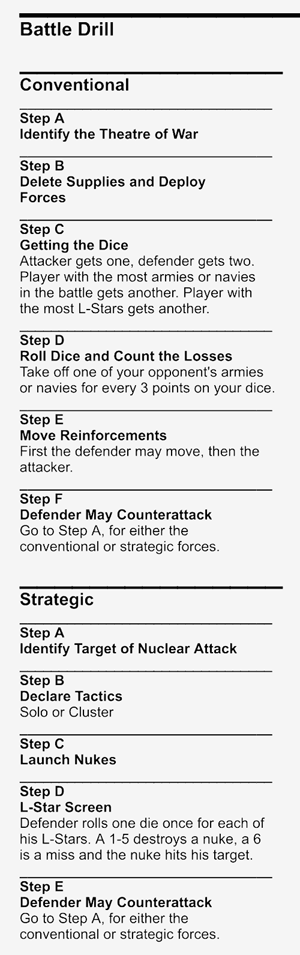 Battle Drill
Conventional
Step A
Identify the Theatre of War
Step B
Delete Supplies and Deploy
Forces
Step C
Getting the Dice
Attacker gets one, defender gets two.
Player with the most armies or navies
in the battle gets another. Player with
the most L-Stars gets another.
Step D
Roll Dice and Count the Losses
Take off one of your opponent's armies
or navies for every 3 points on your dice.
Step E
Move Reinforcements
First the defender may move, then the
attacker.
Step F
Defender May Counterattack
Go to Step A, for either the
conventional or strategic forces.
Strategic
Step A
Identify Target of Nuclear Attack
Step B
Declare Tactics
Solo or Cluster
Step C
Launch Nukes
Step D
L-Star Screen
Defender rolls one die once for each of
his L-Stars. A 1-5 destroys a nuke, a 6
is a miss and the nuke hits his target.
Step E
Defender May Counterattack
Go to Step A, for either the
conventional or strategic forces.